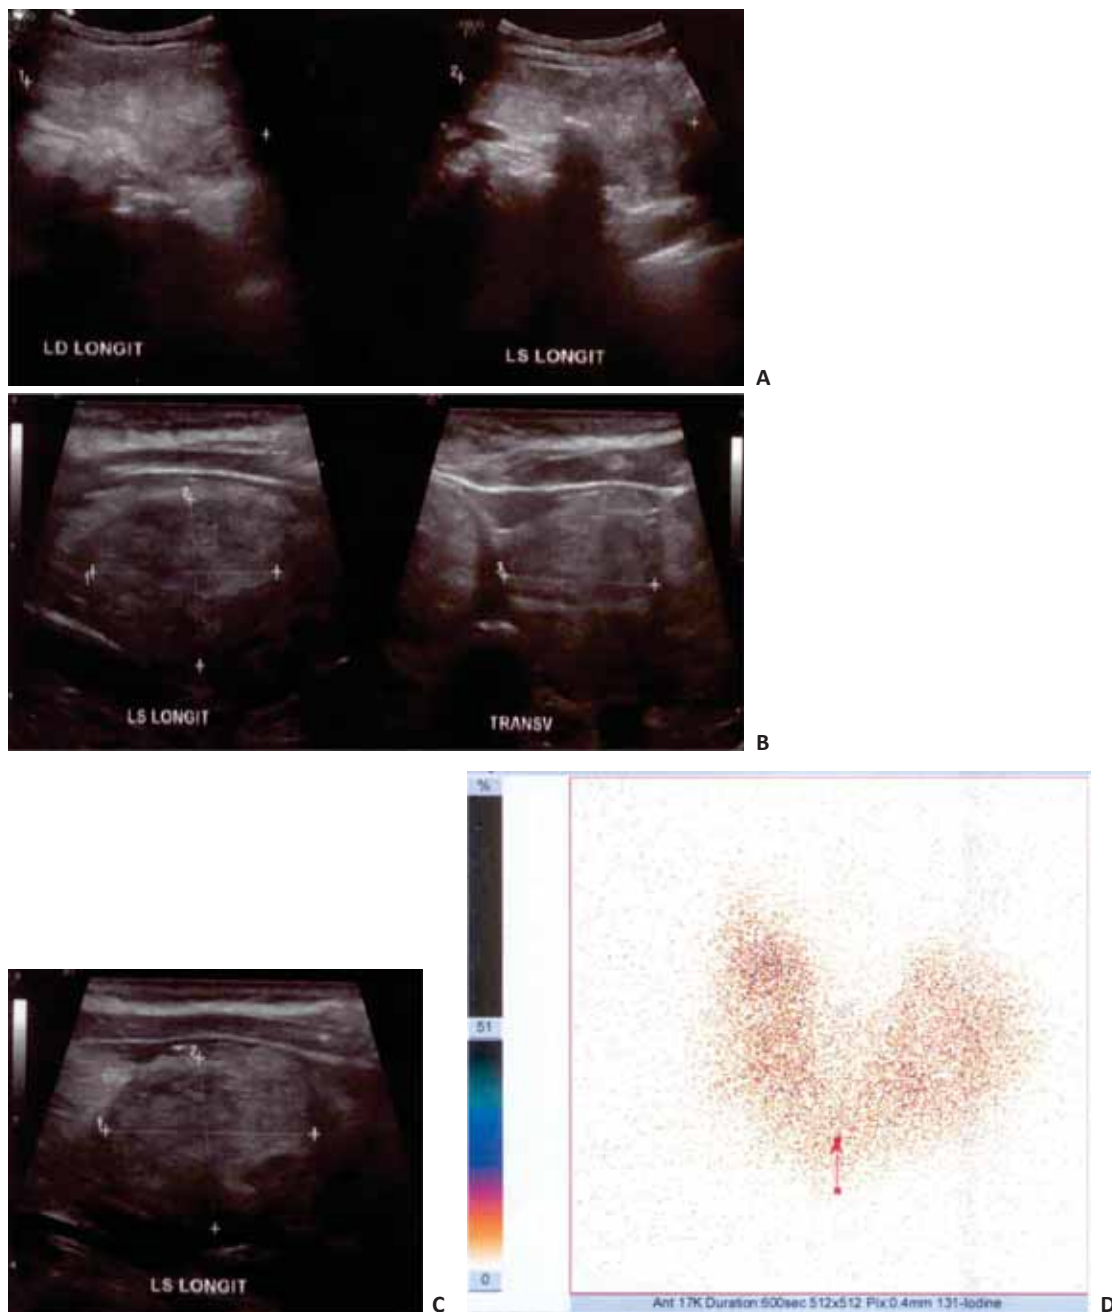 LD LONGIT
LS LONGIT
A
LS LONGIT
TRANSV
B
LS LONGIT
C
%
51
0
Ant 17K Duration:600sec 512x512 Pix:0.4mm 131-Iodine
D